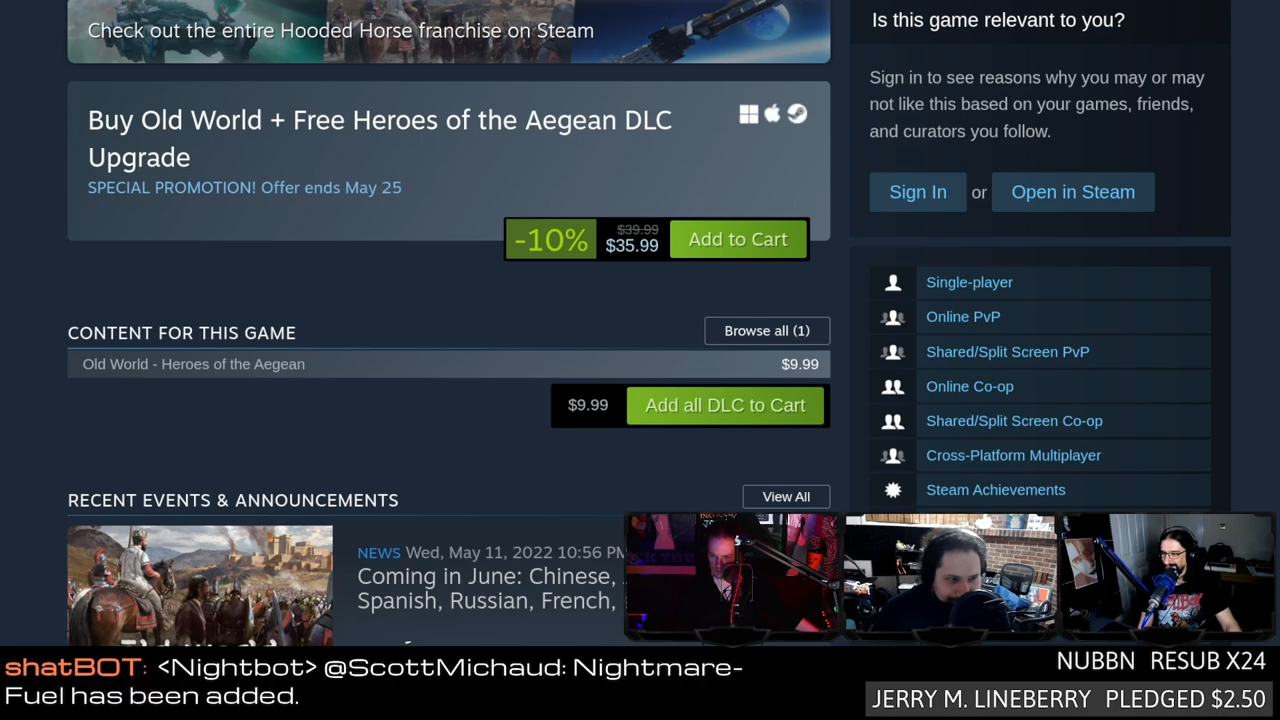 Check out the entire Hooded Horse franchise on Steam
Buy Old World + Free Heroes of the Aegean DLC
Upgrade
SPECIAL PROMOTION! Offer ends May 25
-10%
$39.99
$35.99
Add to Cart
CONTENT FOR THIS GAME
Browse all (1)
Old World - Heroes of the Aegean
$9.99
$9.99
Add all DLC to Cart
RECENT EVENTS & ANNOUNCEMENTS
View All
NEWS Wed, May 11, 2022 10:56 PM
Coming in June: Chinese,
Spanish, Russian, French,
Is this game relevant to you?
Sign in to see reasons why you may or may
not like this based on your games, friends,
and curators you follow.
Sign In or Open in Steam
Single-player
Online PvP
Shared/Split Screen PvP
Online Co-op
Shared/Split Screen Co-op
Cross-Platform Multiplayer
Steam Achievements
shatBOT: <Nightbot> @ScottMichaud: Nightmare-
Fuel has been added.
NUBBN RESUB X24
JERRY M. LINEBERRY PLEDGED $2.50